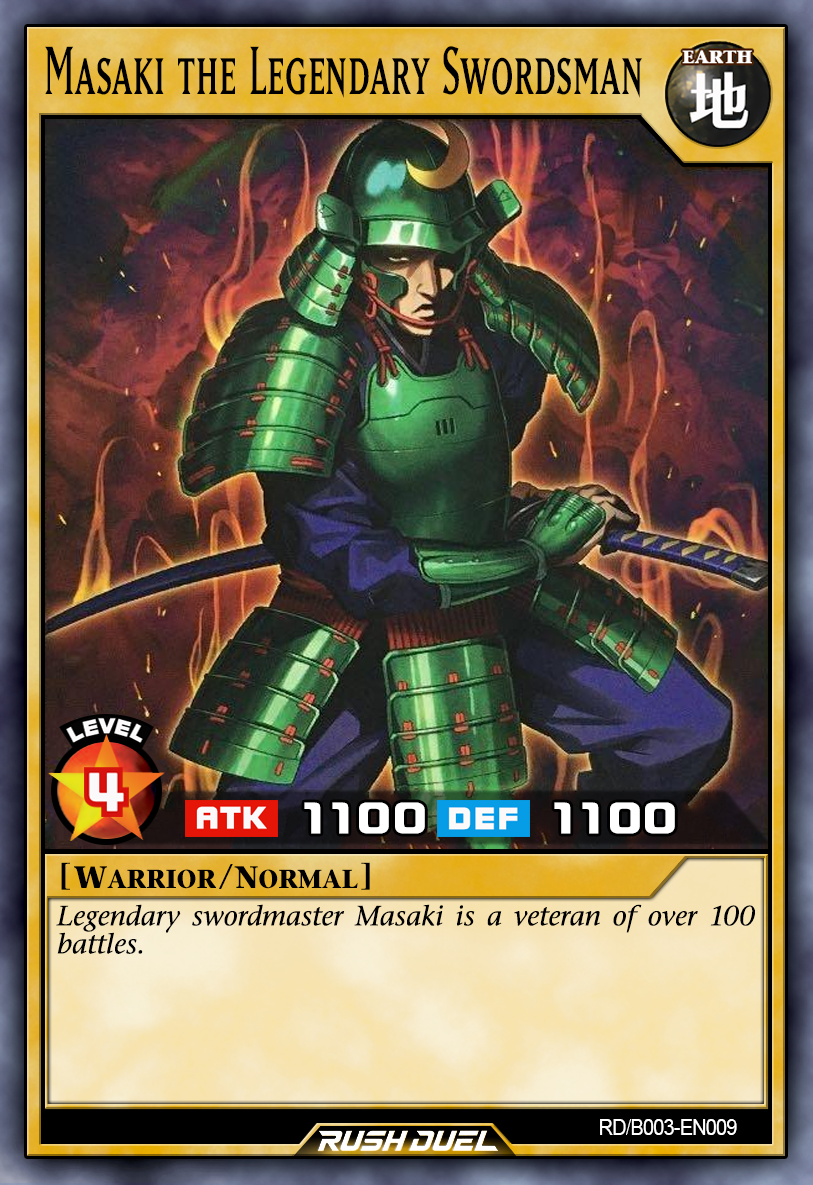 Masaki the Legendary Swordsman
EARTH
地
LEVEL
4
ATK 1100 DEF 1100
[Warrior/Normal]
Legendary swordmaster Masaki is a veteran of over 100
battles.
RD/B003-EN009
RUSH DUEL